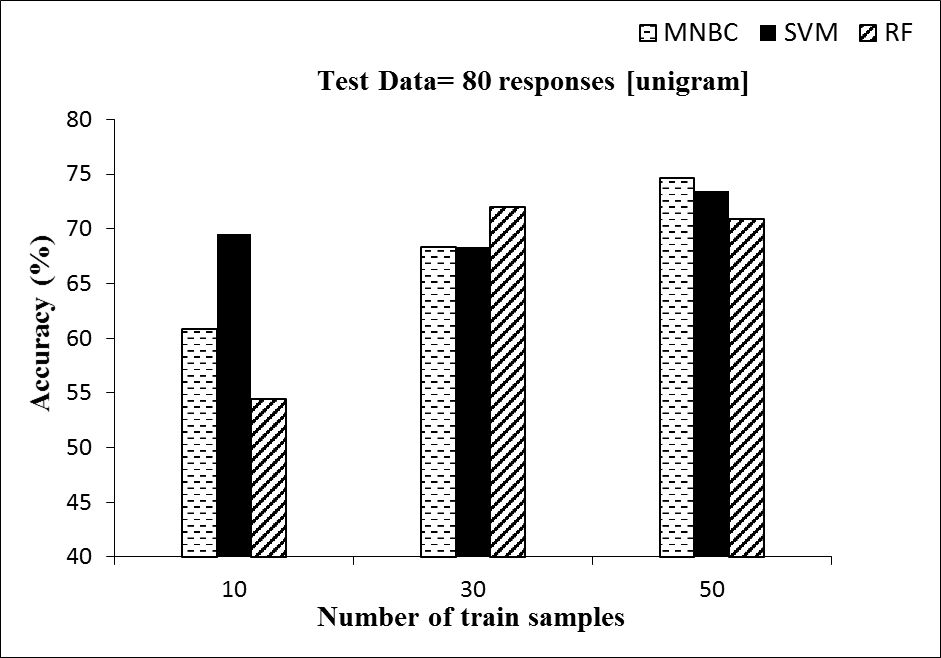 MNBC SVM RF
Test Data= 80 responses [unigram]
80
75
70
65
60
55
50
45
40
Accuracy (%)
10 30 50
Number of train samples